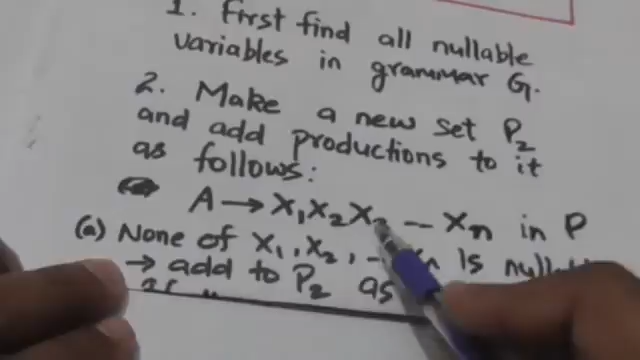 1. First find all nullable
variables in grammar G.
2. Make a new set P2
and add productions to it
as follows:
A → X1X2X3 -- Xn in P
(a) None of X1, X2, - Xn is
→ add to P2 as